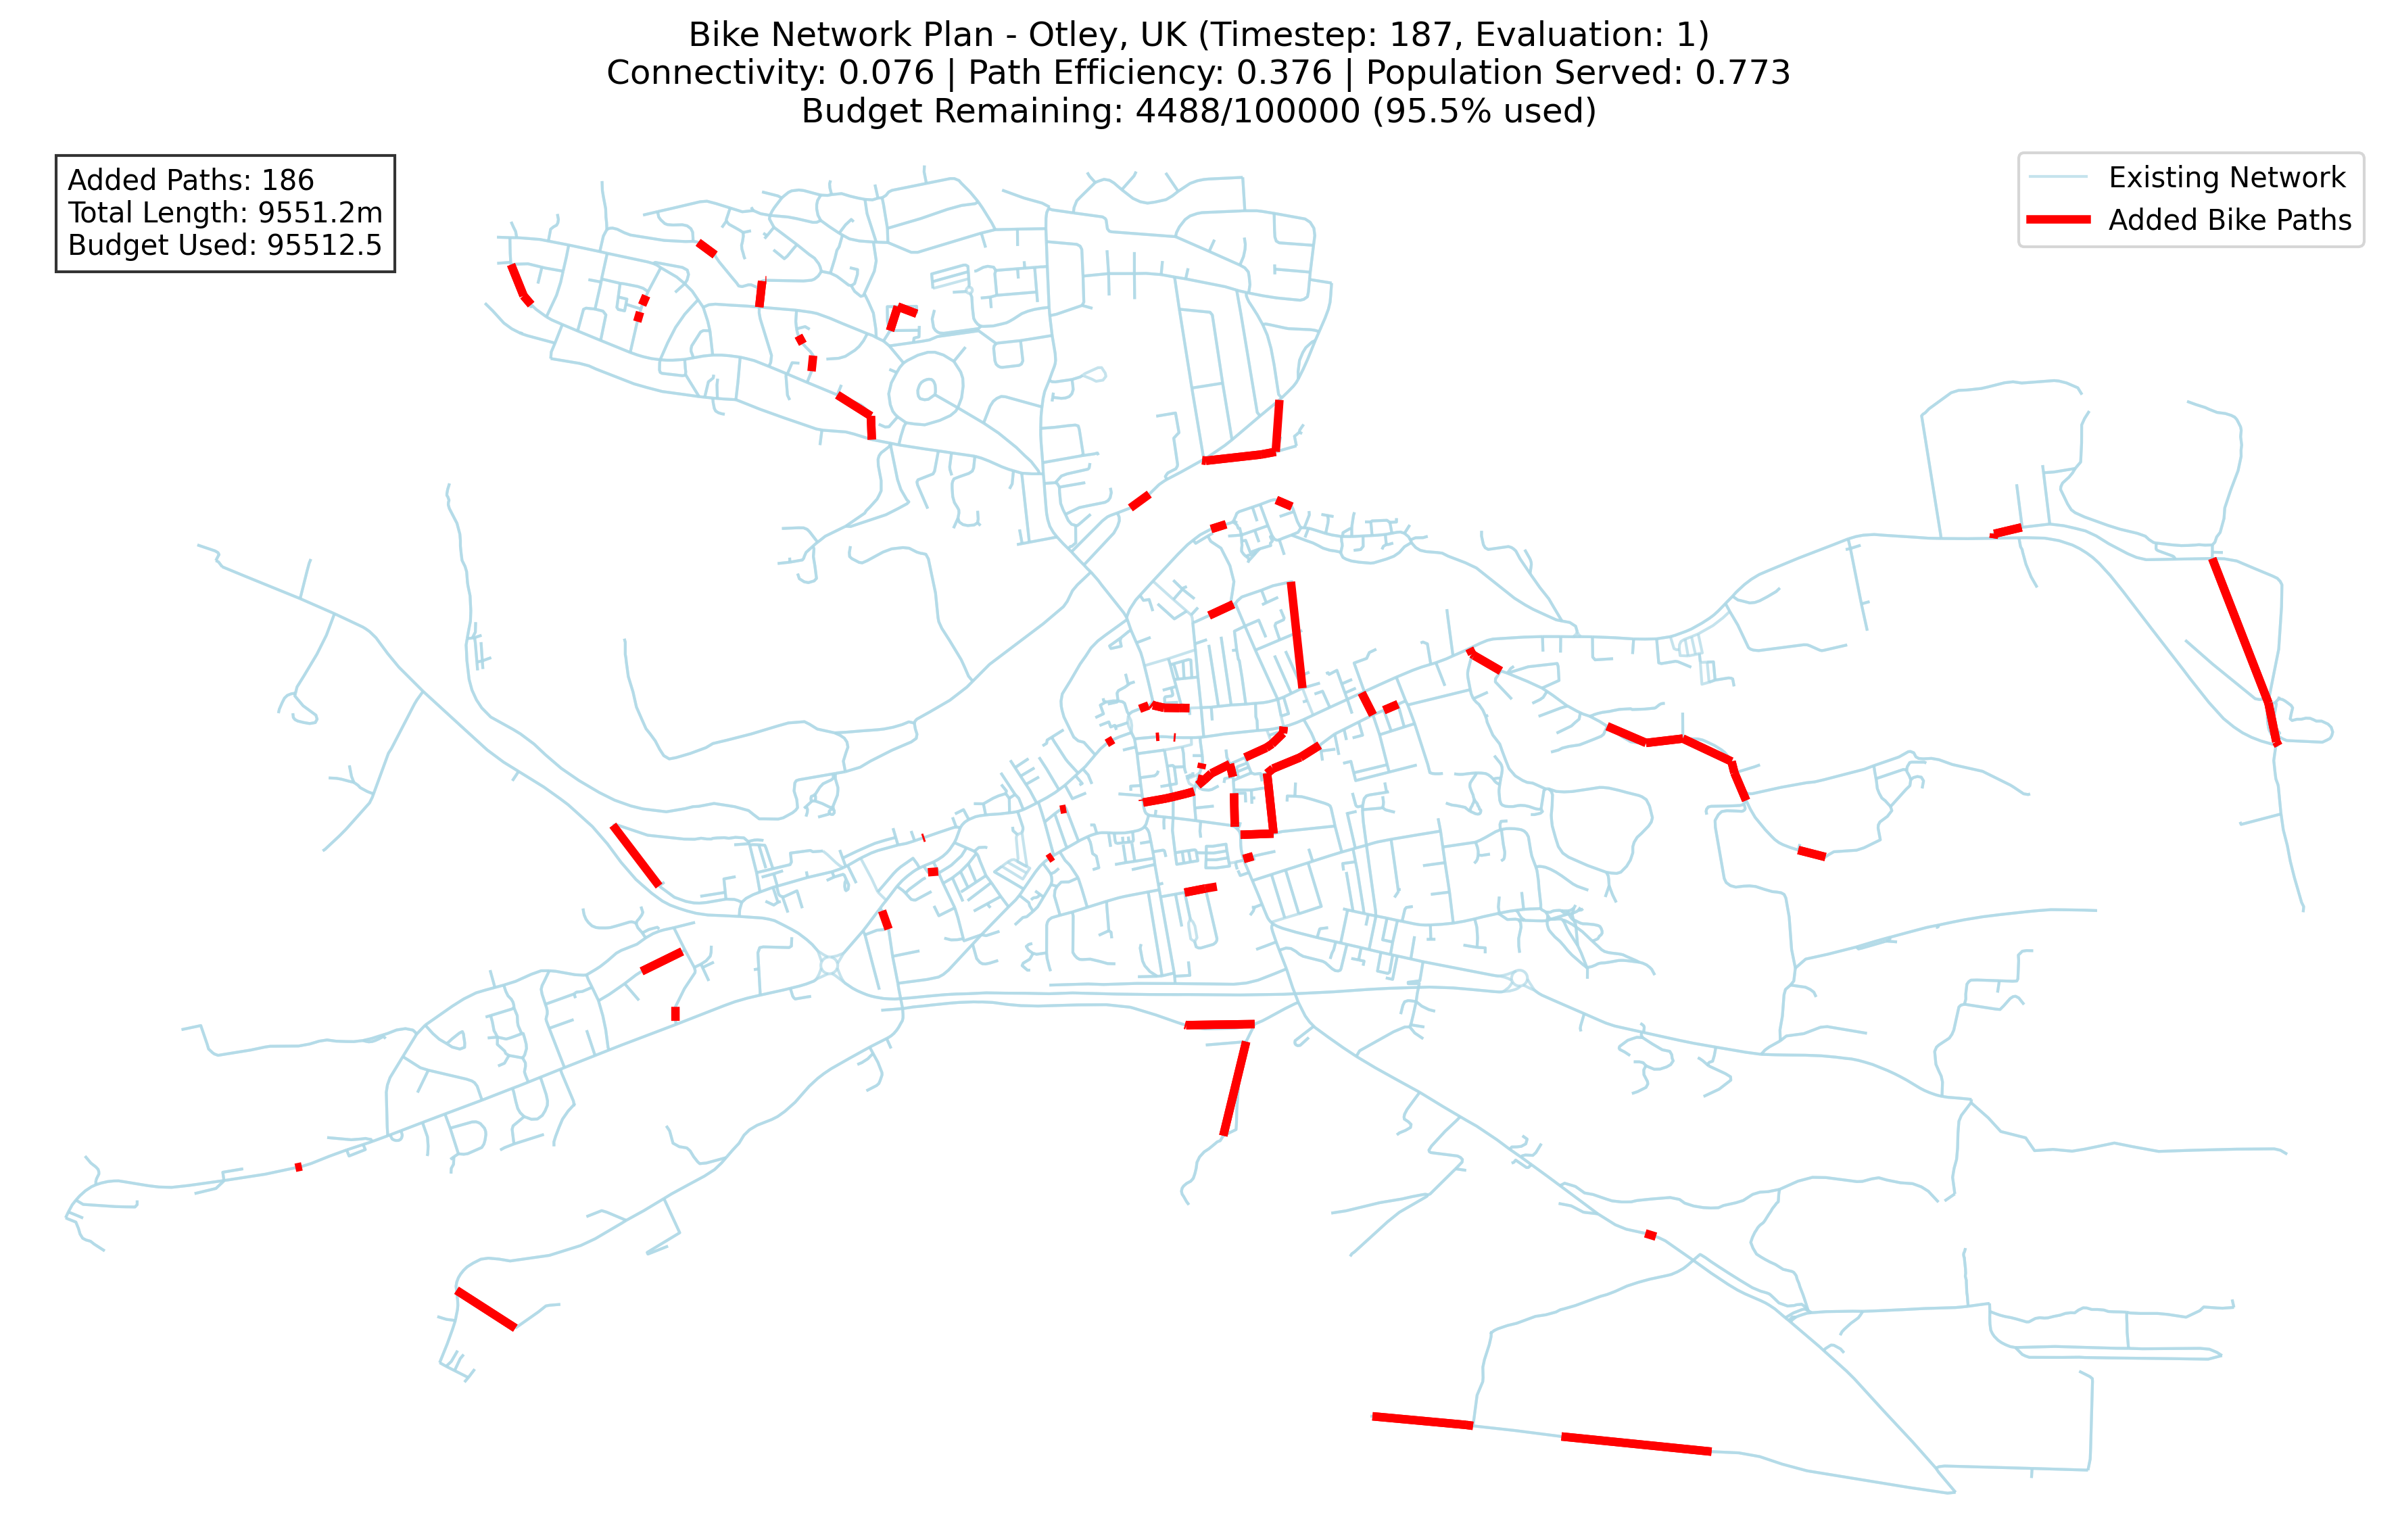 Bike Network Plan - Otley, UK (Timestep: 187, Evaluation: 1)
Connectivity: 0.076 | Path Efficiency: 0.376 | Population Served: 0.773
Budget Remaining: 4488/100000 (95.5% used)
Added Paths: 186
Total Length: 9551.2m
Budget Used: 95512.5
Existing Network
Added Bike Paths